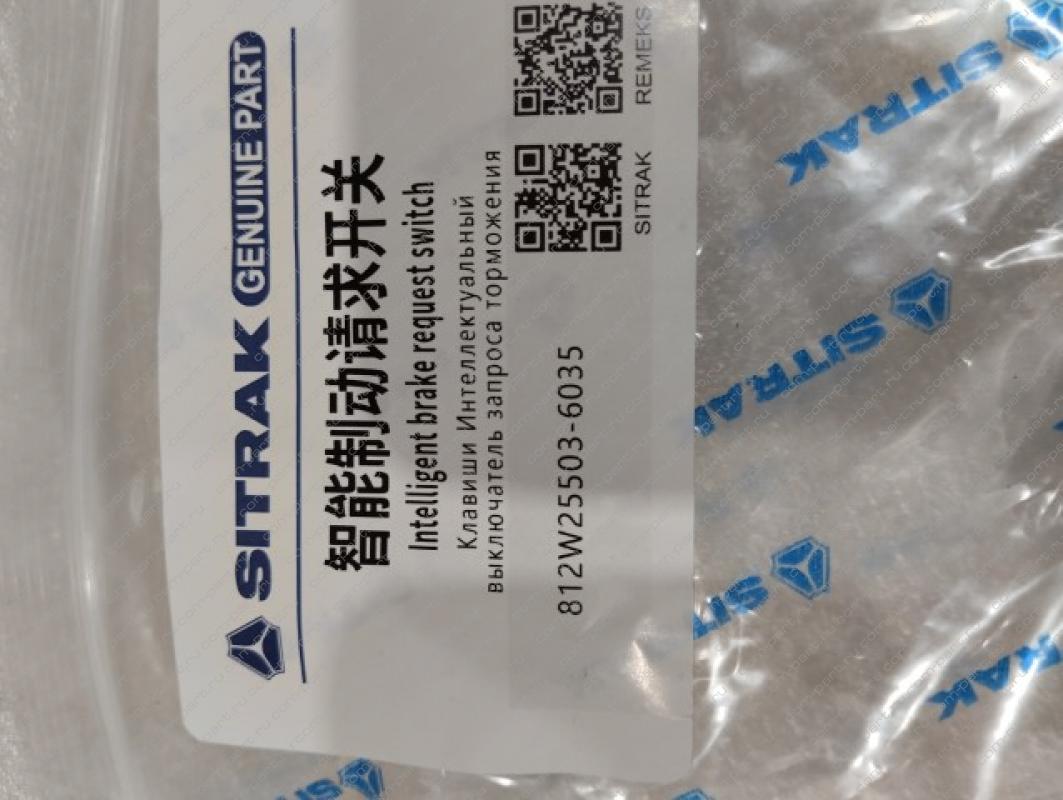 SITRAK GENUINE PART
智能制动请求开关
Intelligent brake request switch
Клавиши Интеллектуальный
выключатель запроса торможения
812W25503-6035
SITRAK
REMEKS
SITRAK
SITRAK
SITRAK